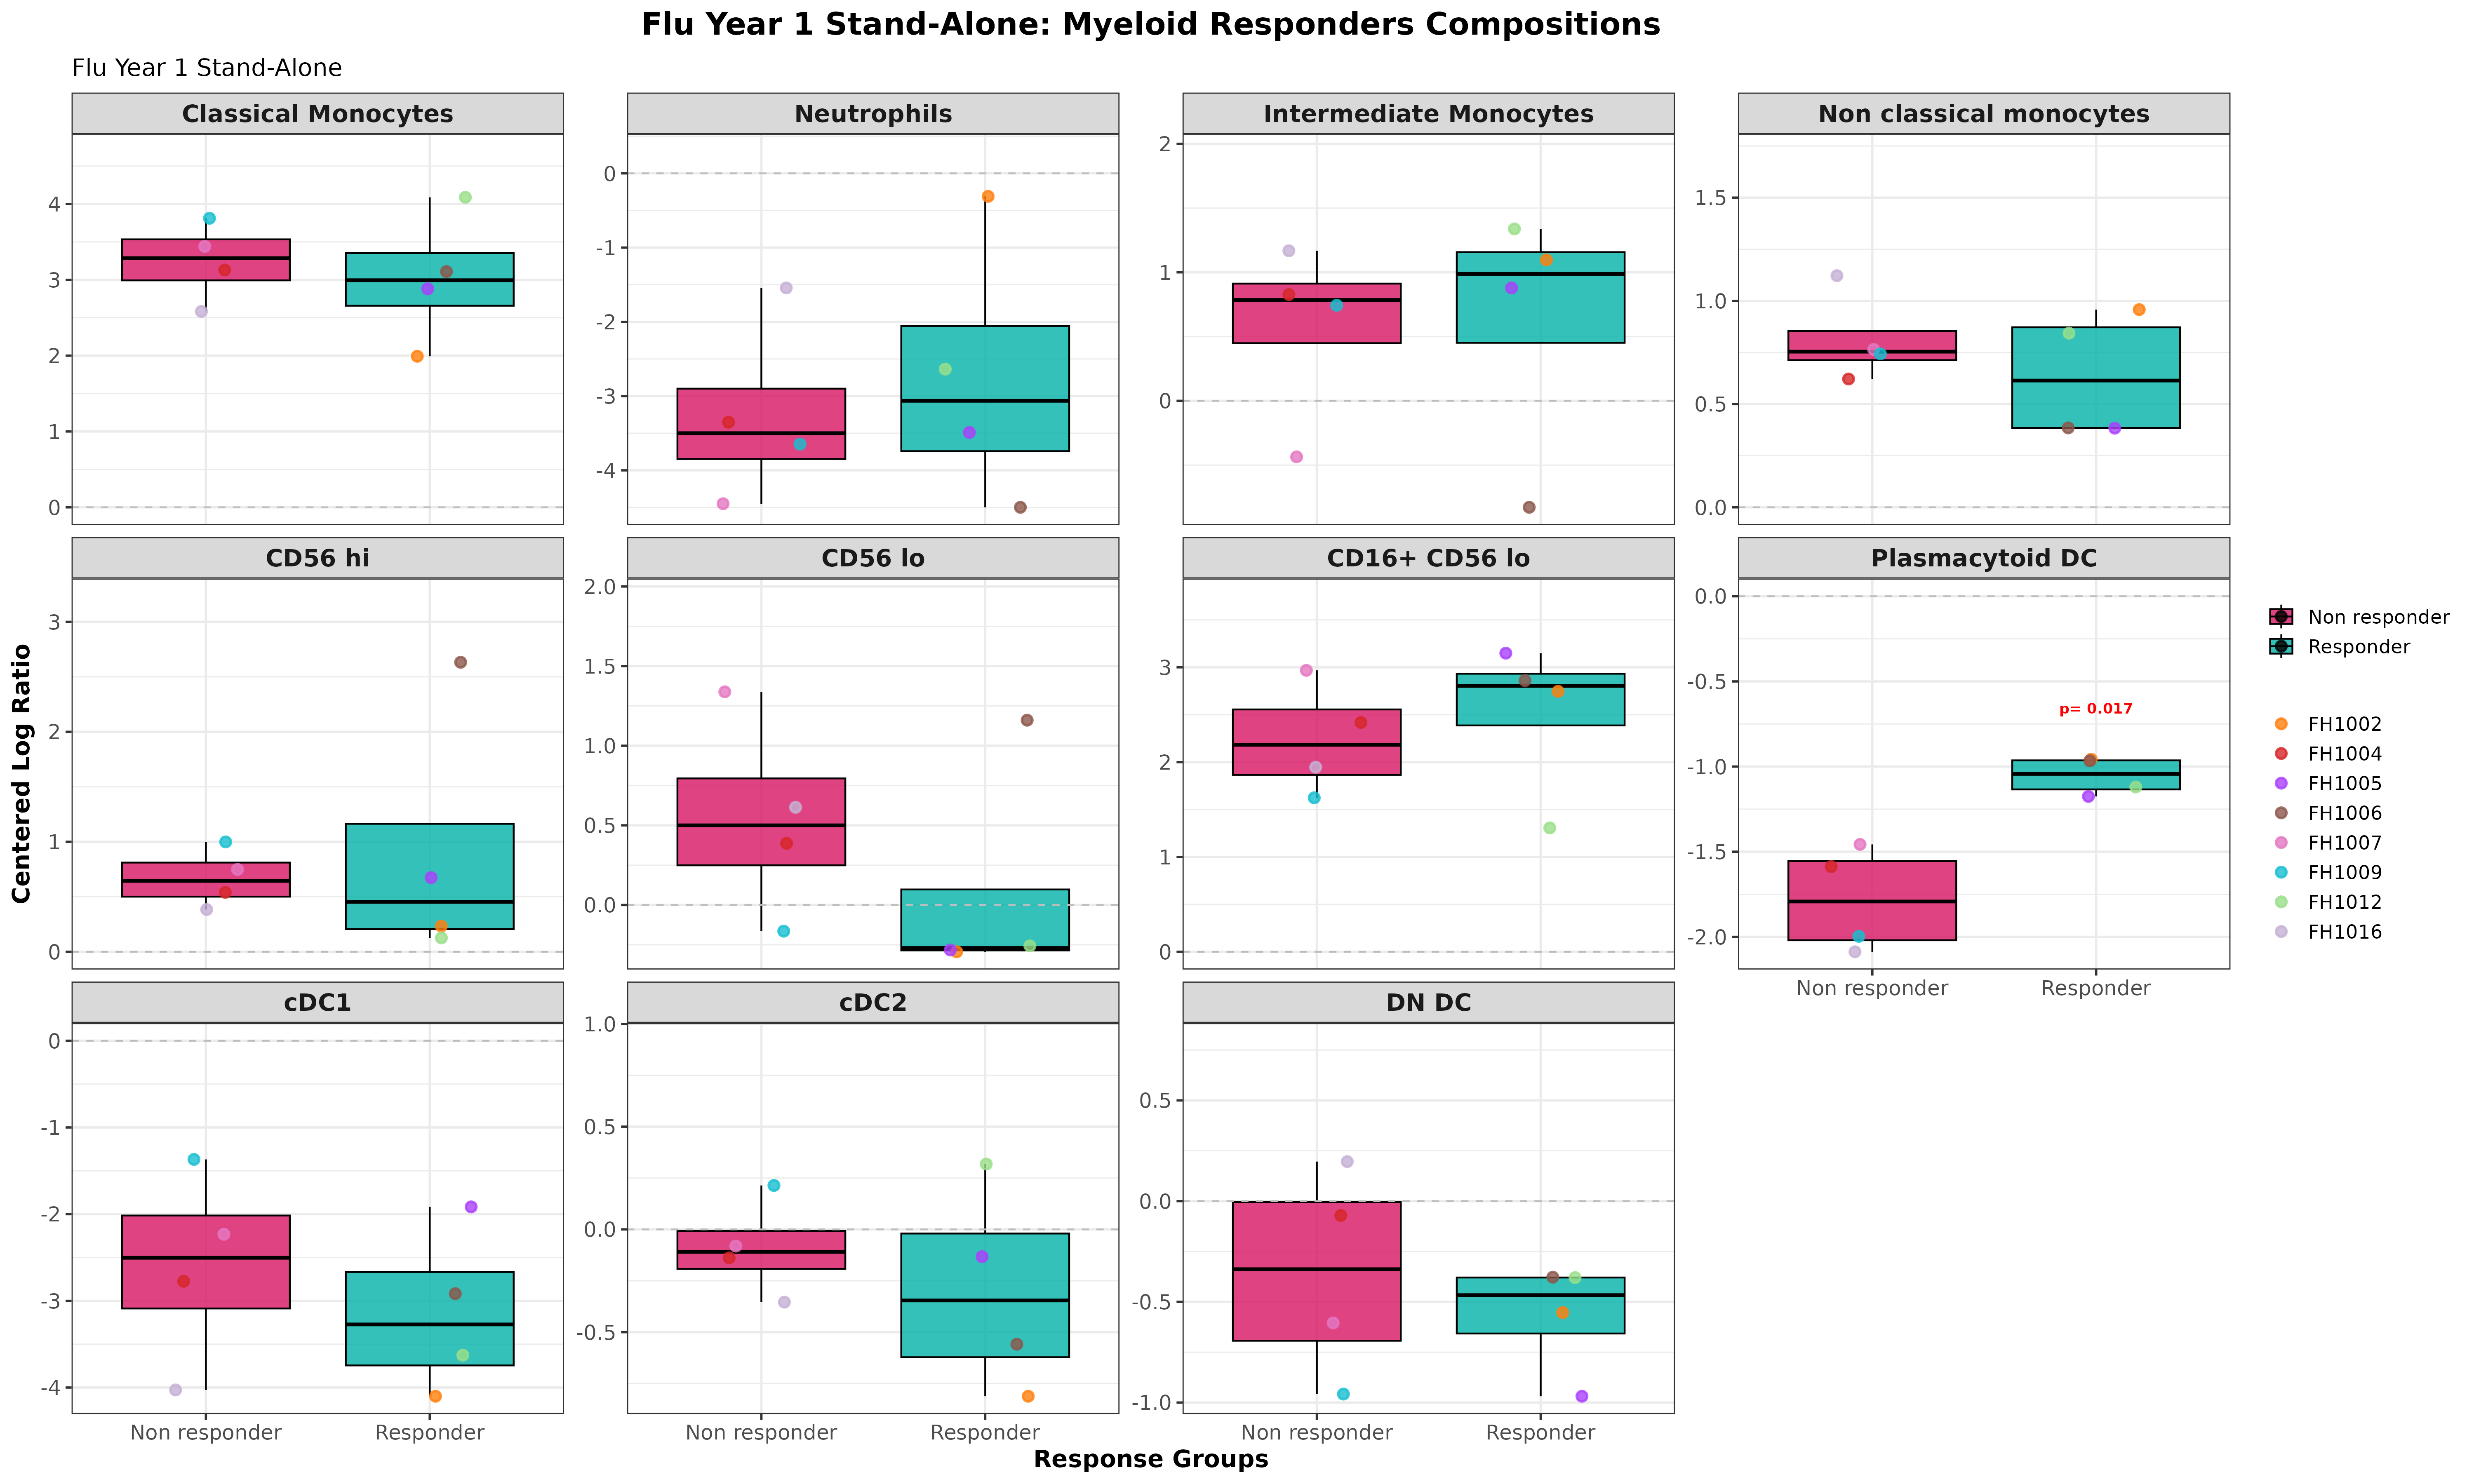 Flu Year 1 Stand-Alone: Myeloid Responders Compositions
Flu Year 1 Stand-Alone
Classical Monocytes
Neutrophils
Intermediate Monocytes
Non classical monocytes
4
3
2
1
0
0
-1
-2
-3
-4
2
1
0
1.5
1.0
0.5
0.0
CD56 hi
CD56 lo
CD16+ CD56 lo
Plasmacytoid DC
3
2
1
0
2.0
1.5
1.0
0.5
0.0
3
2
1
0
0.0
-0.5
-1.0
-1.5
-2.0
p= 0.017
Non responder
Responder
cDC1
cDC2
DN DC
0
-1
-2
-3
-4
1.0
0.5
0.0
-0.5
0.5
0.0
-0.5
-1.0
Non responder
Responder
Non responder
Responder
Non responder
Responder
Centered Log Ratio
Response Groups
Non responder
Responder
FH1002
FH1004
FH1005
FH1006
FH1007
FH1009
FH1012
FH1016